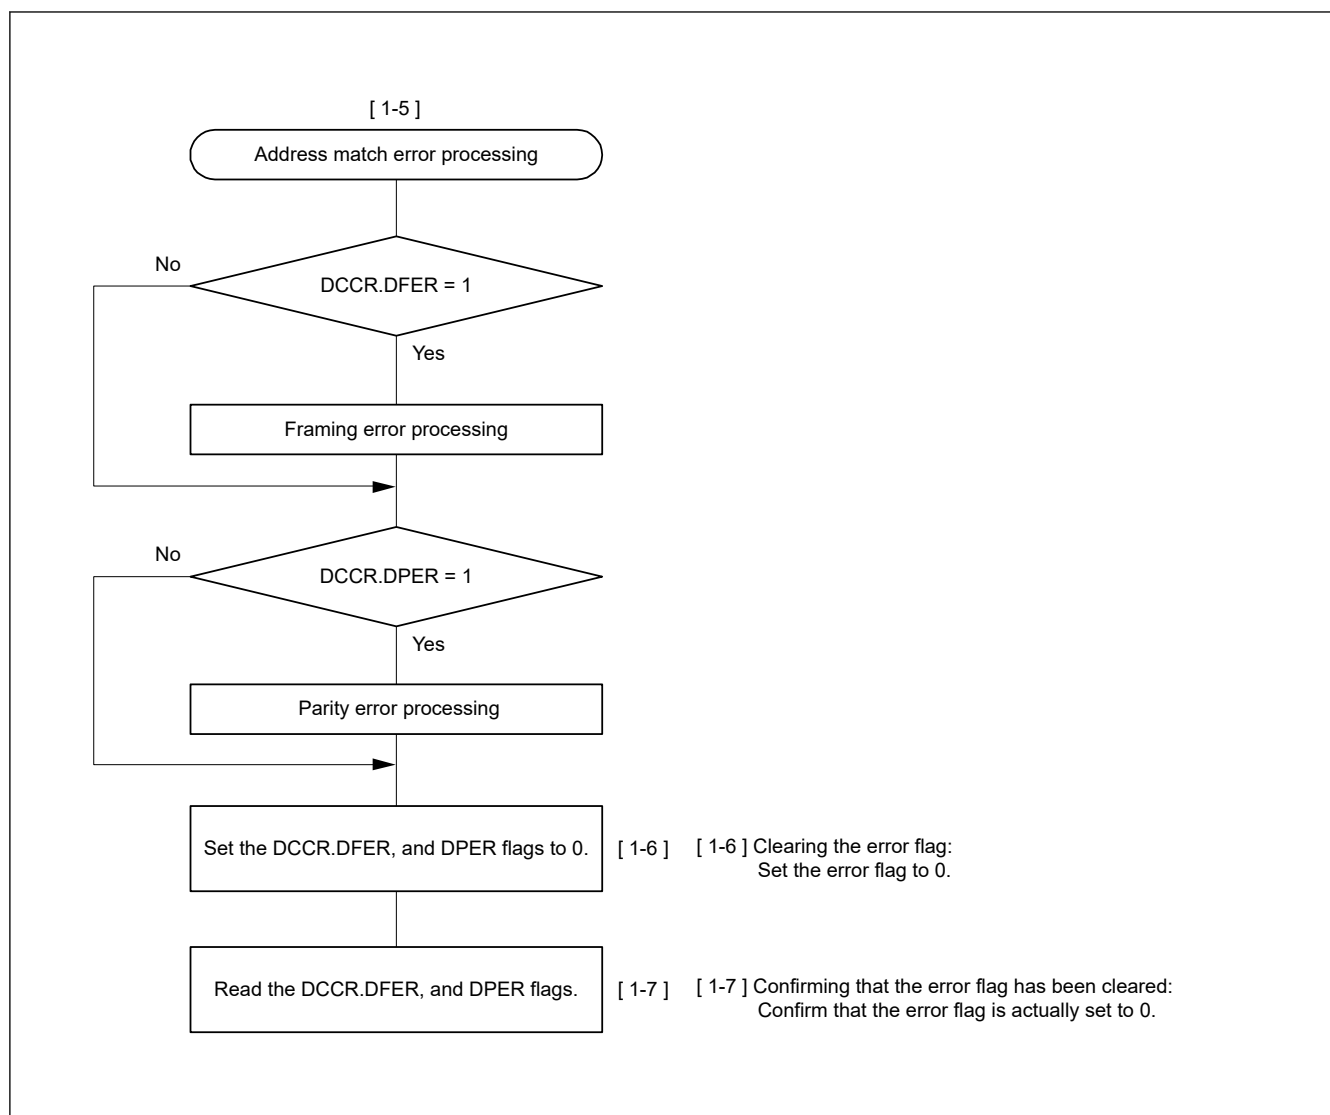 [ 1-5 ]
Address match error processing
No
DCCR.DFER = 1
Yes
Framing error processing
No
DCCR.DPER = 1
Yes
Parity error processing
Set the DCCR.DFER, and DPER flags to 0.
[ 1-6 ]
[ 1-6 ] Clearing the error flag:
Set the error flag to 0.
Read the DCCR.DFER, and DPER flags.
[ 1-7 ]
[ 1-7 ] Confirming that the error flag has been cleared:
Confirm that the error flag is actually set to 0.